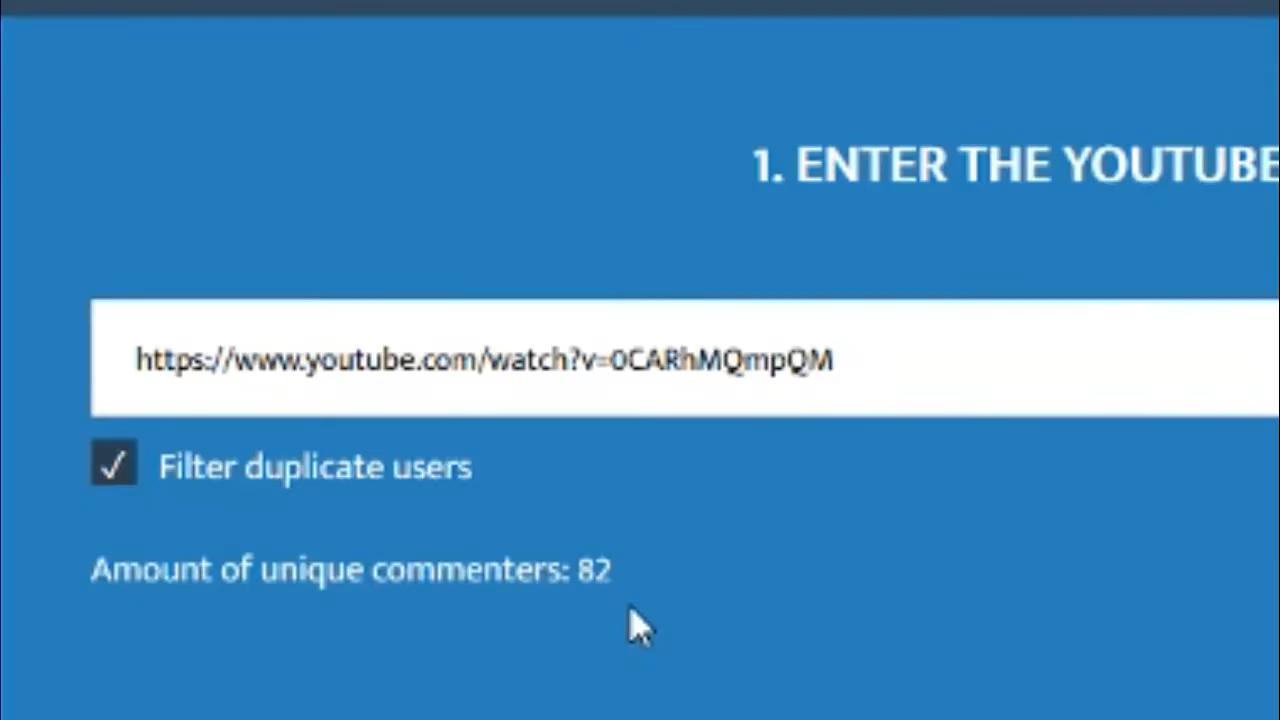 1. ENTER THE YOUTUBE
https://www.youtube.com/watch?v=0CARhMQmpQM
✓ Filter duplicate users
Amount of unique commenters: 82